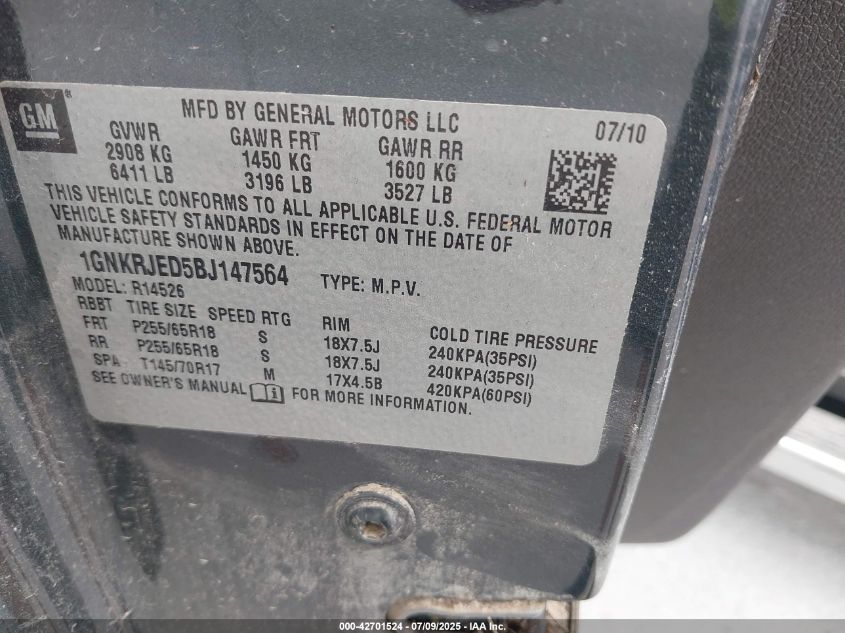 GM®
MFD BY GENERAL MOTORS LLC 07/10
GVWR GAWR FRT GAWR RR
2908 KG 1450 KG 1600 KG
6411 LB 3196 LB 3527 LB
THIS VEHICLE CONFORMS TO ALL APPLICABLE U.S. FEDERAL MOTOR
VEHICLE SAFETY STANDARDS IN EFFECT ON THE DATE OF
MANUFACTURE SHOWN ABOVE.
1GNKRJED5BJ147564 TYPE: M.P.V.
MODEL: R14526
RBBT TIRE SIZE SPEED RTG RIM COLD TIRE PRESSURE
FRT P255/65R18 S 18X7.5J 240KPA(35PSI)
RR P255/65R18 S 18X7.5J 240KPA(35PSI)
SPA T145/70R17 M 17X4.5B 420KPA(60PSI)
SEE OWNER'S MANUAL FOR MORE INFORMATION.
000-42701524 - 07/09/2025 - IAA Inc.